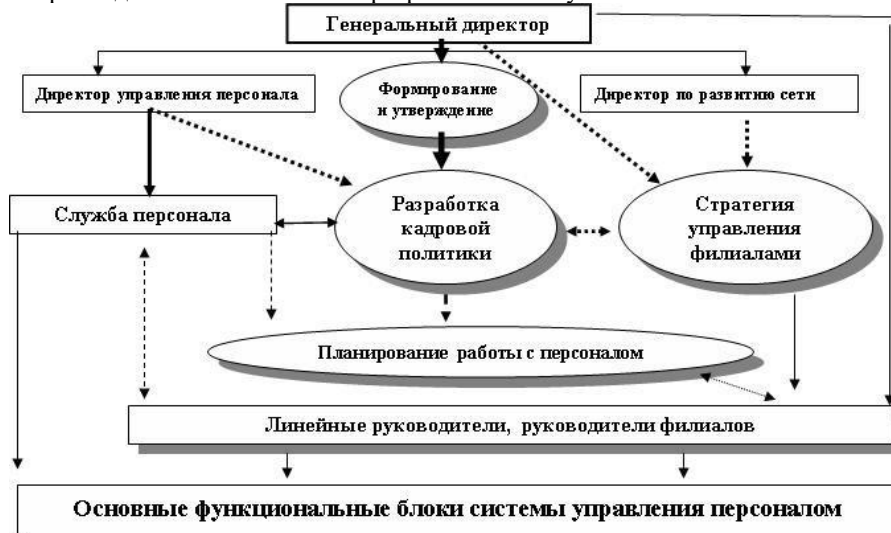 Генеральный директор
Директор управления персонала
Формирование
и утверждение
Директор по развитию сети
Служба персонала
Разработка
кадровой
политики
Стратегия
управления
филиалами
Планирование работы с персоналом
Линейные руководители, руководители филиалов
Основные функциональные блоки системы управления персоналом